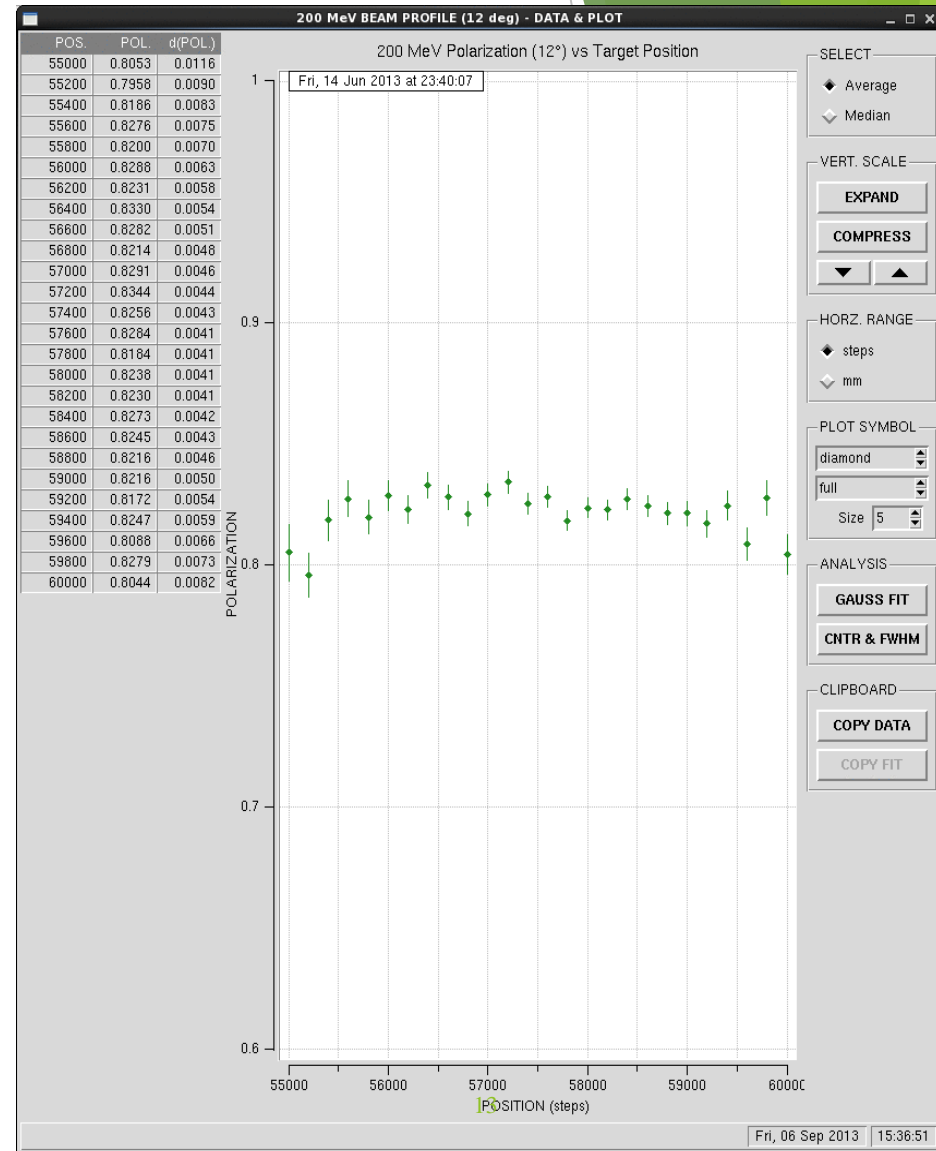 200 MeV BEAM PROFILE (12 deg) - DATA & PLOT
POS. POL. d(POL.)
55000 0.8053 0.0116
55200 0.7958 0.0090
55400 0.8186 0.0083
55600 0.8276 0.0075
55800 0.8200 0.0070
56000 0.8288 0.0063
56200 0.8231 0.0058
56400 0.8330 0.0054
56600 0.8282 0.0051
56800 0.8214 0.0048
57000 0.8291 0.0046
57200 0.8344 0.0044
57400 0.8256 0.0043
57600 0.8284 0.0041
57800 0.8184 0.0041
58000 0.8238 0.0041
58200 0.8230 0.0041
58400 0.8273 0.0042
58600 0.8245 0.0043
58800 0.8216 0.0046
59000 0.8216 0.0050
59200 0.8172 0.0054
59400 0.8247 0.0059
59600 0.8088 0.0066
59800 0.8279 0.0073
60000 0.8044 0.0082
200 MeV Polarization (12°) vs Target Position
Fri, 14 Jun 2013 at 23:40:07
1
0.9
0.8
0.7
0.6
POLARIZATION
55000 56000 57000 58000 59000 6000
POSITION (steps)
13
SELECT
Average
Median
VERT. SCALE
EXPAND
COMPRESS
HORZ. RANGE
steps
mm
PLOT SYMBOL
diamond
full
Size 5
ANALYSIS
GAUSS FIT
CNTR & FWHM
CLIPBOARD
COPY DATA
COPY FIT
Fri, 06 Sep 2013 15:36:51